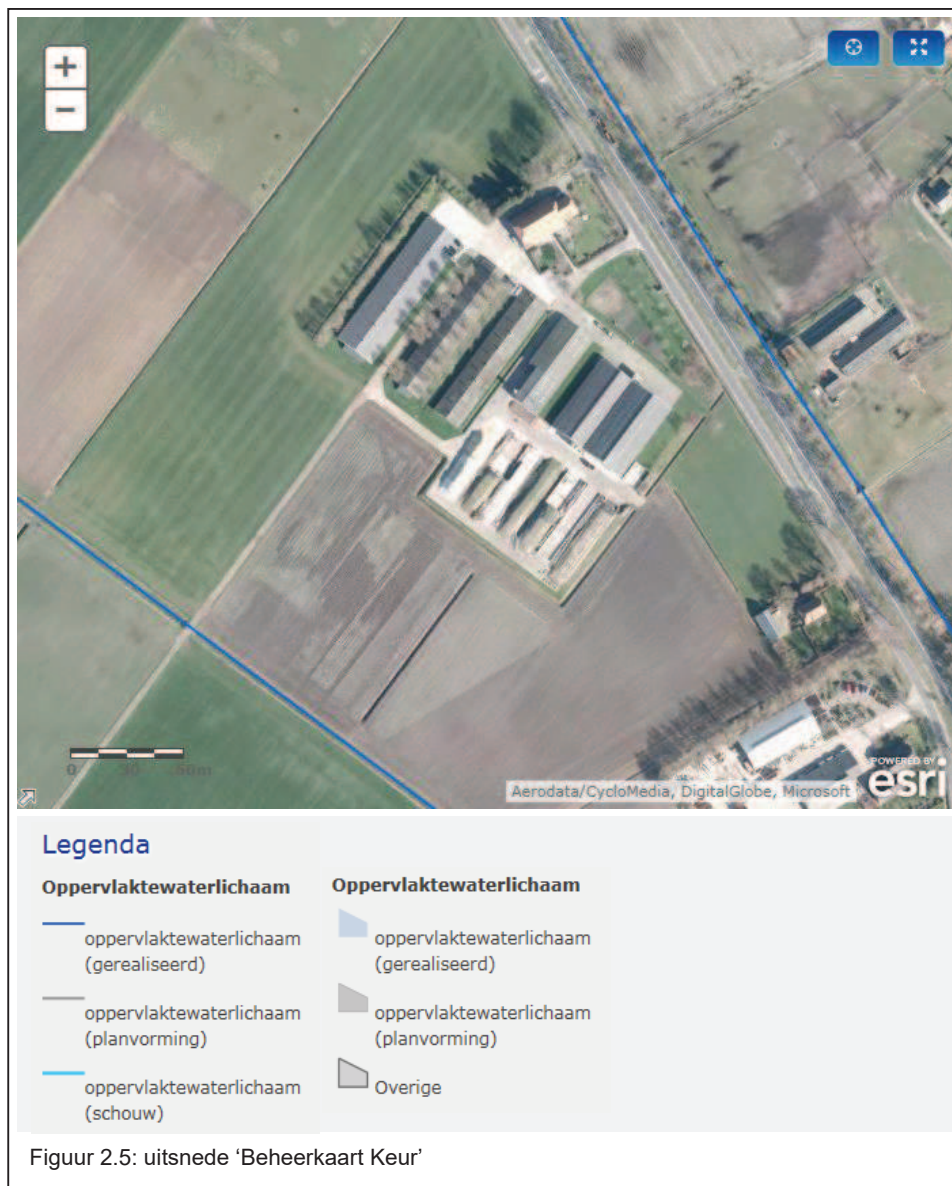 +
−
0 30 60m
Aerodata/CycloMedia, DigitalGlobe, Microsoft
POWERED BY
esri
Legenda
Oppervlaktewaterlichaam
oppervlaktewaterlichaam
(gerealiseerd)
oppervlaktewaterlichaam
(planvorming)
oppervlaktewaterlichaam
(schouw)
Oppervlaktewaterlichaam
oppervlaktewaterlichaam
(gerealiseerd)
oppervlaktewaterlichaam
(planvorming)
Overige
Figuur 2.5: uitsnede ‘Beheerkaart Keur’